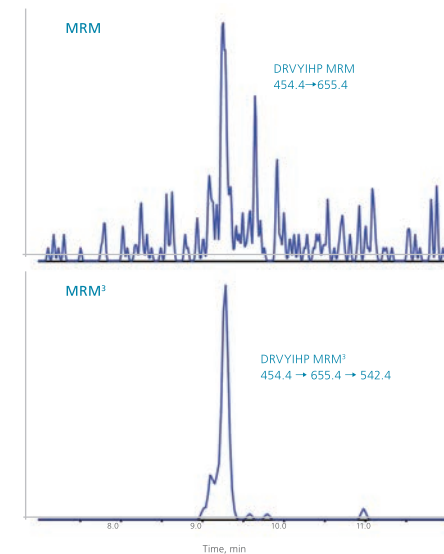 MRM
DRVYIHP MRM
454.4→655.4
MRM³
DRVYIHP MRM³
454.4 → 655.4 → 542.4
8.0 9.0 10.0 11.0
Time, min